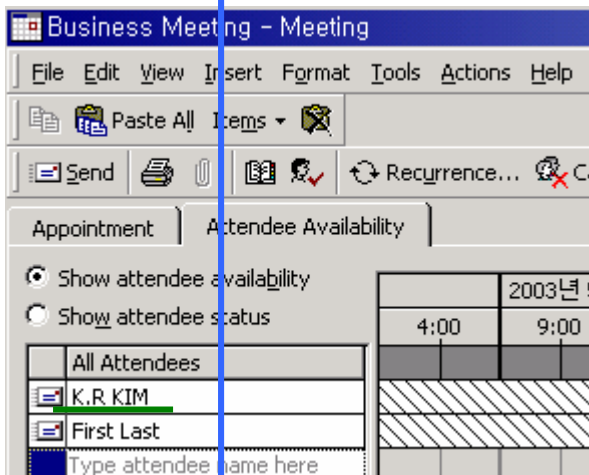 Business Meeting - Meeting
File Edit View Insert Format Tools Actions Help
Paste All Items
Send Recurrence...
Appointment Attendee Availability
Show attendee availability
Show attendee status
2003년
4:00 9:00
All Attendees
K.R KIM
First Last
Type attendee name here